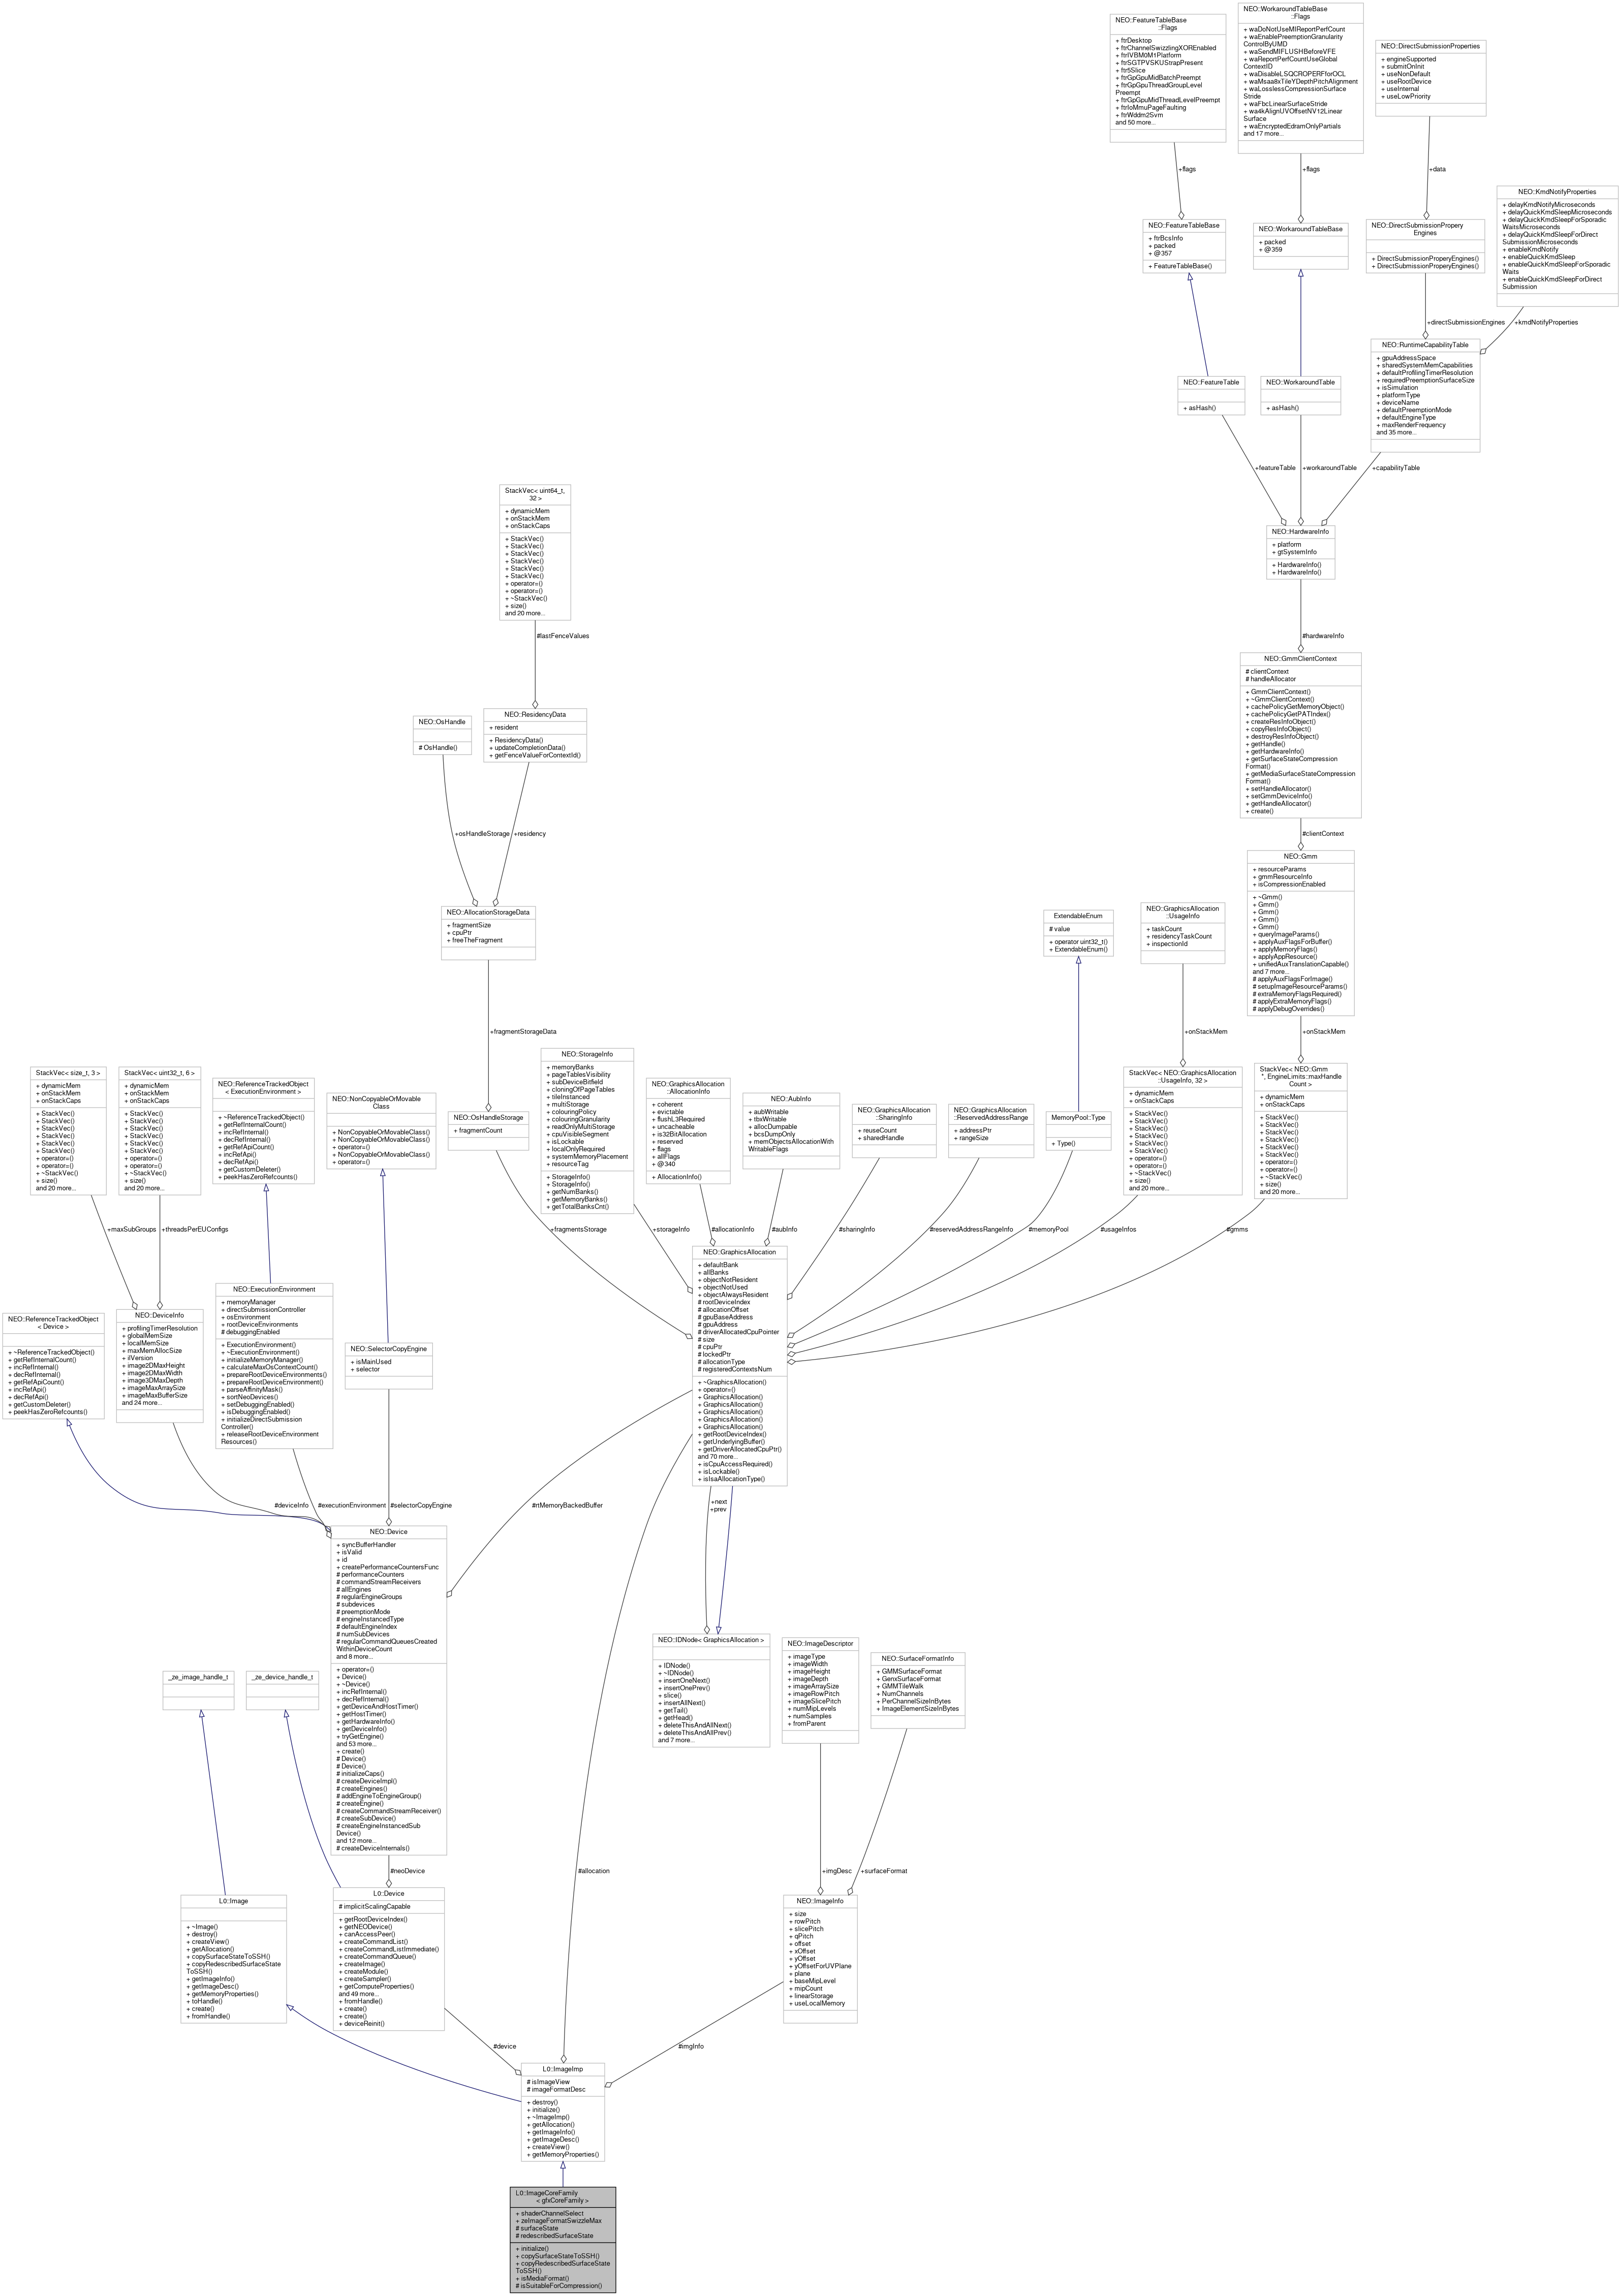 NEO::FeatureTableBase
::Flags
+ ftrDesktop
+ ftrChannelSwizzlingXOREnabled
+ ftrIVBM0M1Platform
+ ftrSGTPVSKUStrapPresent
+ ftr5Slice
+ ftrGpGpuMidBatchPreempt
+ ftrGpGpuThreadGroupLevel
Preempt
+ ftrGpGpuMidThreadLevelPreempt
+ ftrIoMmuPageFaulting
+ ftrWddm2Svm
and 50 more...
NEO::WorkaroundTableBase
::Flags
+ waDoNotUseMIReportPerfCount
+ waEnablePreemptionGranularity
ControlByUMD
+ waSendMIFLUSHBeforeVFE
+ waReportPerfCountUseGlobal
ContextID
+ waDisableLSQCROPERFforOCL
+ waMsaa8xTileYDepthPitchAlignment
+ waLosslessCompressionSurface
Stride
+ waFbcLinearSurfaceStride
+ wa4kAlignUVOffsetNV12Linear
Surface
+ waEncryptedEdramOnlyPartials
and 17 more...
NEO::DirectSubmissionProperties
+ engineSupported
+ submitOnInit
+ useNonDefault
+ useRootDevice
+ useInternal
+ useLowPriority
+flags
+flags
+data
NEO::KmdNotifyProperties
+ delayKmdNotifyMicroseconds
+ delayQuickKmdSleepMicroseconds
+ delayQuickKmdSleepForSporadic
WaitsMicroseconds
+ delayQuickKmdSleepForDirect
SubmissionMicroseconds
+ enableKmdNotify
+ enableQuickKmdSleep
+ enableQuickKmdSleepForSporadic
Waits
+ enableQuickKmdSleepForDirect
Submission
NEO::FeatureTableBase
+ ftrBcsInfo
+ packed
+ @357
+ FeatureTableBase()
NEO::WorkaroundTableBase
+ packed
+ @359
NEO::DirectSubmissionPropery
Engines
+ DirectSubmissionProperyEngines()
+ DirectSubmissionProperyEngines()
+directSubmissionEngines
+kmdNotifyProperties
NEO::FeatureTable
+ asHash()
NEO::WorkaroundTable
+ asHash()
NEO::RuntimeCapabilityTable
+ gpuAddressSpace
+ sharedSystemMemCapabilities
+ defaultProfilingTimerResolution
+ requiredPreemptionSurfaceSize
+ isSimulation
+ platformType
+ deviceName
+ defaultPreemptionMode
+ defaultEngineType
+ maxRenderFrequency
and 35 more...
+featureTable
+workaroundTable
+capabilityTable
NEO::HardwareInfo
+ platform
+ gtSystemInfo
+ HardwareInfo()
+ HardwareInfo()
#hardwareInfo
StackVec< uint64_t,
32 >
+ dynamicMem
+ onStackMem
+ onStackCaps
+ StackVec()
+ StackVec()
+ StackVec()
+ StackVec()
+ StackVec()
+ StackVec()
+ operator=()
+ operator=()
+ ~StackVec()
+ size()
and 20 more...
#lastFenceValues
NEO::GmmClientContext
# clientContext
# handleAllocator
+ GmmClientContext()
+ ~GmmClientContext()
+ cachePolicyGetMemoryObject()
+ cachePolicyGetPATIndex()
+ createResInfoObject()
+ copyResInfoObject()
+ destroyResInfoObject()
+ getHandle()
+ getHardwareInfo()
+ getSurfaceStateCompression
Format()
+ getMediaSurfaceStateCompression
Format()
+ setHandleAllocator()
+ setGmmDeviceInfo()
+ getHandleAllocator()
+ create()
#clientContext
NEO::OsHandle
# OsHandle()
NEO::ResidencyData
+ resident
+ ResidencyData()
+ updateCompletionData()
+ getFenceValueForContextId()
+osHandleStorage
+residency
NEO::AllocationStorageData
+ fragmentSize
+ cpuPtr
+ freeTheFragment
+fragmentStorageData
ExtendableEnum
# value
+ operator uint32_t()
+ ExtendableEnum()
NEO::GraphicsAllocation
::UsageInfo
+ taskCount
+ residencyTaskCount
+ inspectionId
+onStackMem
NEO::Gmm
+ resourceParams
+ gmmResourceInfo
+ isCompressionEnabled
+ ~Gmm()
+ Gmm()
+ Gmm()
+ Gmm()
+ Gmm()
+ queryImageParams()
+ applyAuxFlagsForBuffer()
+ applyMemoryFlags()
+ applyAppResource()
+ unifiedAuxTranslationCapable()
and 7 more...
# applyAuxFlagsForImage()
# setupImageResourceParams()
# extraMemoryFlagsRequired()
# applyExtraMemoryFlags()
# applyDebugOverrides()
+onStackMem
StackVec< size_t, 3 >
+ dynamicMem
+ onStackMem
+ onStackCaps
+ StackVec()
+ StackVec()
+ StackVec()
+ StackVec()
+ StackVec()
+ StackVec()
+ operator=()
+ operator=()
+ ~StackVec()
+ size()
and 20 more...
StackVec< uint32_t, 6 >
+ dynamicMem
+ onStackMem
+ onStackCaps
+ StackVec()
+ StackVec()
+ StackVec()
+ StackVec()
+ StackVec()
+ StackVec()
+ operator=()
+ operator=()
+ ~StackVec()
+ size()
and 20 more...
NEO::ReferenceTrackedObject
< ExecutionEnvironment >
+ ~ReferenceTrackedObject()
+ getRefInternalCount()
+ incRefInternal()
+ decRefInternal()
+ getRefApiCount()
+ incRefApi()
+ decRefApi()
+ getCustomDeleter()
+ peekHasZeroRefcounts()
NEO::NonCopyableOrMovable
Class
+ NonCopyableOrMovableClass()
+ NonCopyableOrMovableClass()
+ operator=()
+ NonCopyableOrMovableClass()
+ operator=()
NEO::OsHandleStorage
+ fragmentCount
NEO::StorageInfo
+ memoryBanks
+ pageTablesVisibility
+ subDeviceBitfield
+ cloningOfPageTables
+ tileInstanced
+ multiStorage
+ colouringPolicy
+ colouringGranularity
+ readOnlyMultiStorage
+ cpuVisibleSegment
+ isLockable
+ localOnlyRequired
+ systemMemoryPlacement
+ resourceTag
+ StorageInfo()
+ StorageInfo()
+ getNumBanks()
+ getMemoryBanks()
+ getTotalBanksCnt()
NEO::GraphicsAllocation
::AllocationInfo
+ coherent
+ evictable
+ flushL3Required
+ uncacheable
+ is32BitAllocation
+ reserved
+ flags
+ allFlags
+ @340
+ AllocationInfo()
NEO::AubInfo
+ aubWritable
+ tbxWritable
+ allocDumpable
+ bcsDumpOnly
+ memObjectsAllocationWith
WritableFlags
NEO::GraphicsAllocation
::SharingInfo
+ reuseCount
+ sharedHandle
NEO::GraphicsAllocation
::ReservedAddressRange
+ addressPtr
+ rangeSize
MemoryPool::Type
+ Type()
StackVec< NEO::GraphicsAllocation
::UsageInfo, 32 >
+ dynamicMem
+ onStackCaps
+ StackVec()
+ StackVec()
+ StackVec()
+ StackVec()
+ StackVec()
+ StackVec()
+ operator=()
+ operator=()
+ ~StackVec()
+ size()
and 20 more...
StackVec< NEO::Gmm
*, EngineLimits::maxHandle
Count >
+ dynamicMem
+ onStackCaps
+ StackVec()
+ StackVec()
+ StackVec()
+ StackVec()
+ StackVec()
+ StackVec()
+ operator=()
+ operator=()
+ ~StackVec()
+ size()
and 20 more...
+maxSubGroups
+threadsPerEUConfigs
+fragmentsStorage
+storageInfo
#allocationInfo
#aubInfo
#sharingInfo
#reservedAddressRangeInfo
#memoryPool
#usageInfos
#gmms
NEO::ReferenceTrackedObject
< Device >
+ ~ReferenceTrackedObject()
+ getRefInternalCount()
+ incRefInternal()
+ decRefInternal()
+ getRefApiCount()
+ incRefApi()
+ decRefApi()
+ getCustomDeleter()
+ peekHasZeroRefcounts()
NEO::DeviceInfo
+ profilingTimerResolution
+ globalMemSize
+ localMemSize
+ maxMemAllocSize
+ ilVersion
+ image2DMaxHeight
+ image2DMaxWidth
+ image3DMaxDepth
+ imageMaxArraySize
+ imageMaxBufferSize
and 24 more...
NEO::ExecutionEnvironment
+ memoryManager
+ directSubmissionController
+ osEnvironment
+ rootDeviceEnvironments
# debuggingEnabled
+ ExecutionEnvironment()
+ ~ExecutionEnvironment()
+ initializeMemoryManager()
+ calculateMaxOsContextCount()
+ prepareRootDeviceEnvironments()
+ prepareRootDeviceEnvironment()
+ parseAffinityMask()
+ sortNeoDevices()
+ setDebuggingEnabled()
+ isDebuggingEnabled()
+ initializeDirectSubmission
Controller()
+ releaseRootDeviceEnvironment
Resources()
NEO::SelectorCopyEngine
+ isMainUsed
+ selector
NEO::GraphicsAllocation
+ defaultBank
+ allBanks
+ objectNotResident
+ objectNotUsed
+ objectAlwaysResident
# rootDeviceIndex
# allocationOffset
# gpuBaseAddress
# gpuAddress
# driverAllocatedCpuPointer
# size
# cpuPtr
# lockedPtr
# allocationType
# registeredContextsNum
+ ~GraphicsAllocation()
+ operator=()
+ GraphicsAllocation()
+ GraphicsAllocation()
+ GraphicsAllocation()
+ GraphicsAllocation()
+ GraphicsAllocation()
+ getRootDeviceIndex()
+ getUnderlyingBuffer()
+ getDriverAllocatedCpuPtr()
and 70 more...
+ isCpuAccessRequired()
+ isLockable()
+ isIsaAllocationType()
#deviceInfo
#executionEnvironment
#selectorCopyEngine
#rtMemoryBackedBuffer
+next
+prev
NEO::Device
+ syncBufferHandler
+ isValid
+ id
+ createPerformanceCountersFunc
# performanceCounters
# commandStreamReceivers
# allEngines
# regularEngineGroups
# subdevices
# preemptionMode
# engineInstancedType
# defaultEngineIndex
# numSubDevices
# regularCommandQueuesCreated
WithinDeviceCount
and 8 more...
+ operator=()
+ Device()
+ ~Device()
+ incRefInternal()
+ decRefInternal()
+ getDeviceAndHostTimer()
+ getHostTimer()
+ getHardwareInfo()
+ getDeviceInfo()
+ tryGetEngine()
and 53 more...
+ create()
# Device()
# Device()
# initializeCaps()
# createDeviceImpl()
# createEngines()
# addEngineToEngineGroup()
# createEngine()
# createCommandStreamReceiver()
# createSubDevice()
# createEngineInstancedSub
Device()
and 12 more...
# createDeviceInternals()
NEO::IDNode< GraphicsAllocation >
+ IDNode()
+ ~IDNode()
+ insertOneNext()
+ insertOnePrev()
+ slice()
+ insertAllNext()
+ getTail()
+ getHead()
+ deleteThisAndAllNext()
+ deleteThisAndAllPrev()
and 7 more...
NEO::ImageDescriptor
+ imageType
+ imageWidth
+ imageHeight
+ imageDepth
+ imageArraySize
+ imageRowPitch
+ imageSlicePitch
+ numMipLevels
+ numSamples
+ fromParent
NEO::SurfaceFormatInfo
+ GMMSurfaceFormat
+ GenxSurfaceFormat
+ GMMTileWalk
+ NumChannels
+ PerChannelSizeInBytes
+ ImageElementSizeInBytes
_ze_image_handle_t
_ze_device_handle_t
#neoDevice
#allocation
+imgDesc
+surfaceFormat
L0::Image
+ ~Image()
+ destroy()
+ createView()
+ getAllocation()
+ copySurfaceStateToSSH()
+ copyRedescribedSurfaceState
ToSSH()
+ getImageInfo()
+ getImageDesc()
+ getMemoryProperties()
+ toHandle()
+ create()
+ fromHandle()
L0::Device
# implicitScalingCapable
+ getRootDeviceIndex()
+ getNEODevice()
+ canAccessPeer()
+ createCommandList()
+ createCommandListImmediate()
+ createCommandQueue()
+ createImage()
+ createModule()
+ createSampler()
+ getComputeProperties()
and 49 more...
+ fromHandle()
+ create()
+ create()
+ deviceReinit()
NEO::ImageInfo
+ size
+ rowPitch
+ slicePitch
+ qPitch
+ offset
+ xOffset
+ yOffset
+ yOffsetForUVPlane
+ plane
+ baseMipLevel
+ mipCount
+ linearStorage
+ useLocalMemory
#device
#imgInfo
L0::ImageImp
# isImageView
# imageFormatDesc
+ destroy()
+ initialize()
+ ~ImageImp()
+ getAllocation()
+ getImageInfo()
+ getImageDesc()
+ createView()
+ getMemoryProperties()
L0::ImageCoreFamily
< gfxCoreFamily >
+ shaderChannelSelect
+ zeImageFormatSwizzleMax
# surfaceState
# redescribedSurfaceState
+ initialize()
+ copySurfaceStateToSSH()
+ copyRedescribedSurfaceState
ToSSH()
+ isMediaFormat()
# isSuitableForCompression()